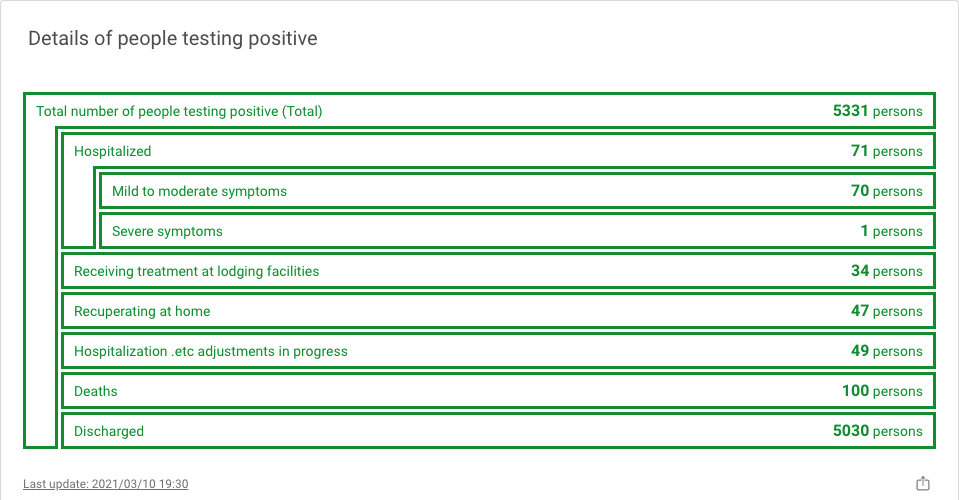 Details of people testing positive
Total number of people testing positive (Total) 5331 persons
Hospitalized 71 persons
Mild to moderate symptoms 70 persons
Severe symptoms 1 persons
Receiving treatment at lodging facilities 34 persons
Recuperating at home 47 persons
Hospitalization .etc adjustments in progress 49 persons
Deaths 100 persons
Discharged 5030 persons
Last update: 2021/03/10 19:30